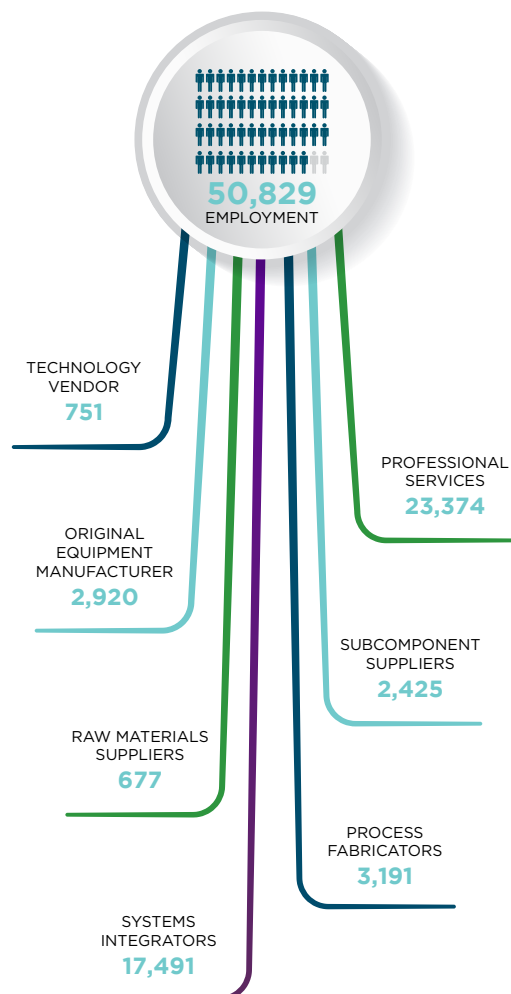 50,829
EMPLOYMENT
TECHNOLOGY
VENDOR
751
PROFESSIONAL
SERVICES
23,374
ORIGINAL
EQUIPMENT
MANUFACTURER
2,920
SUBCOMPONENT
SUPPLIERS
2,425
RAW MATERIALS
SUPPLIERS
677
PROCESS
FABRICATORS
3,191
SYSTEMS
INTEGRATORS
17,491